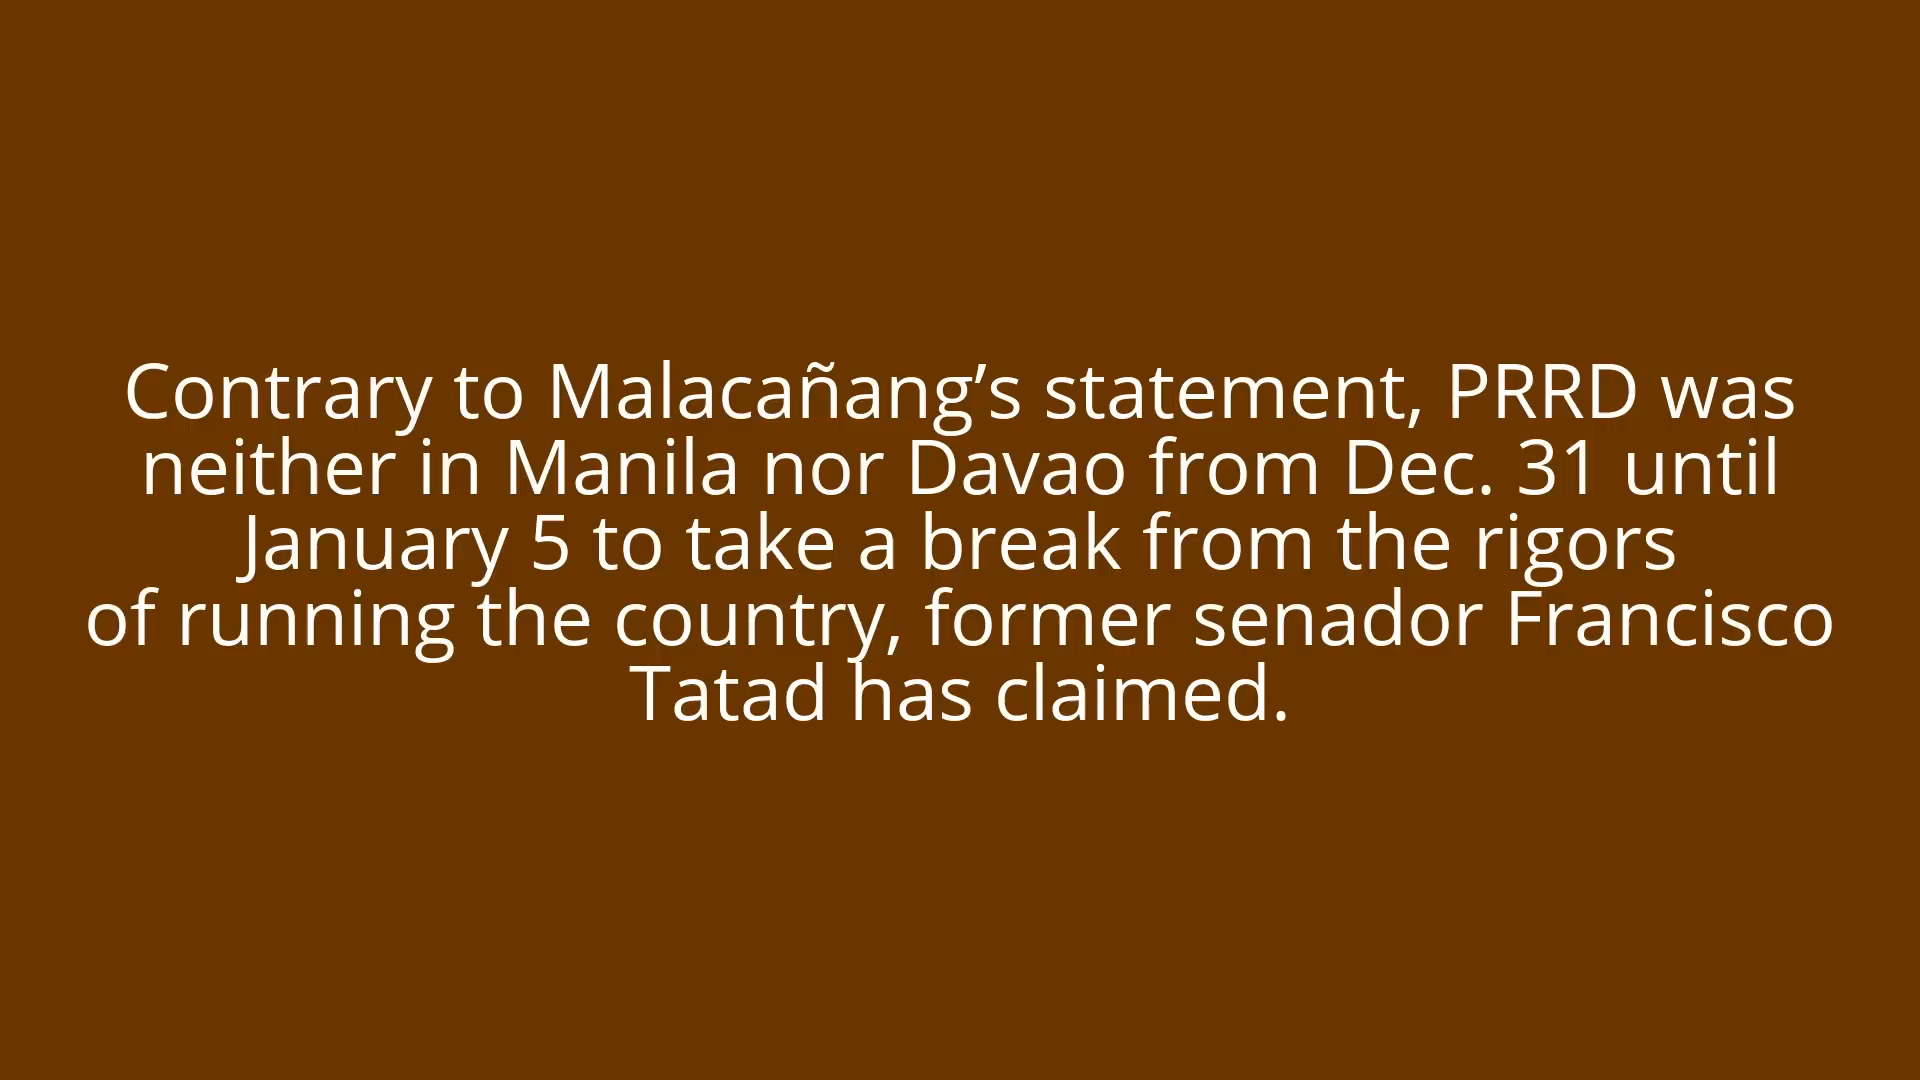 Contrary to Malacañang’s statement, PRRD was
neither in Manila nor Davao from Dec. 31 until
January 5 to take a break from the rigors
of running the country, former senador Francisco
Tatad has claimed.